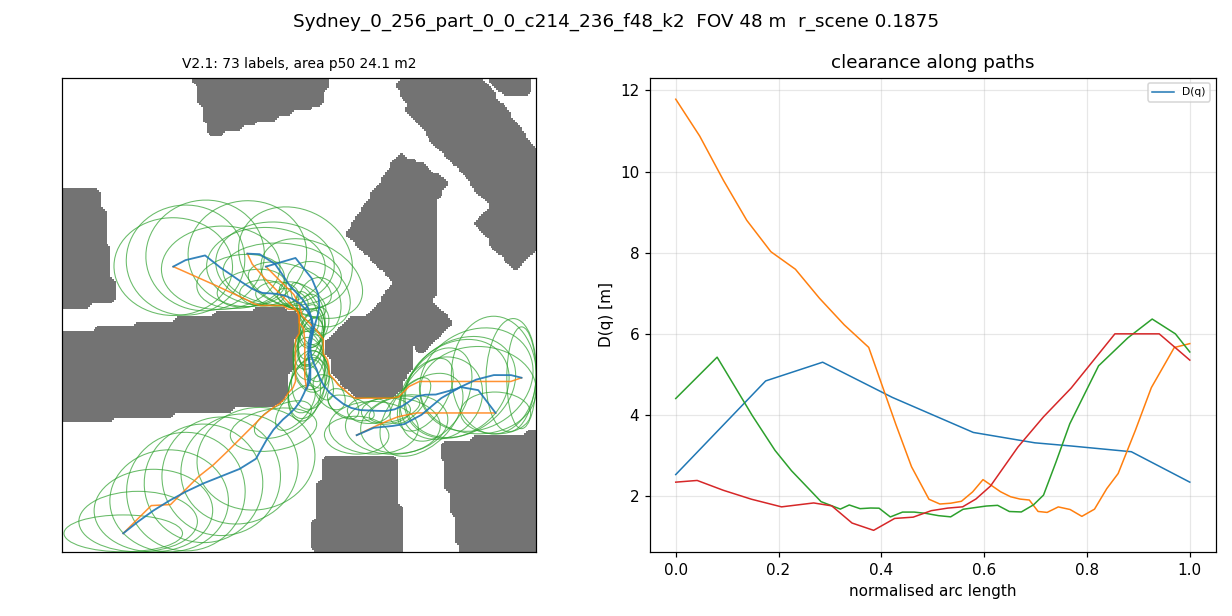 Sydney_0_256_part_0_0_c214_236_f48_k2  FOV 48 m  r_scene 0.1875
V2.1: 73 labels, area p50 24.1 m2
clearance along paths
D(q)
12
10
8
6
4
2
D(q) [m]
0.0 0.2 0.4 0.6 0.8 1.0
normalised arc length